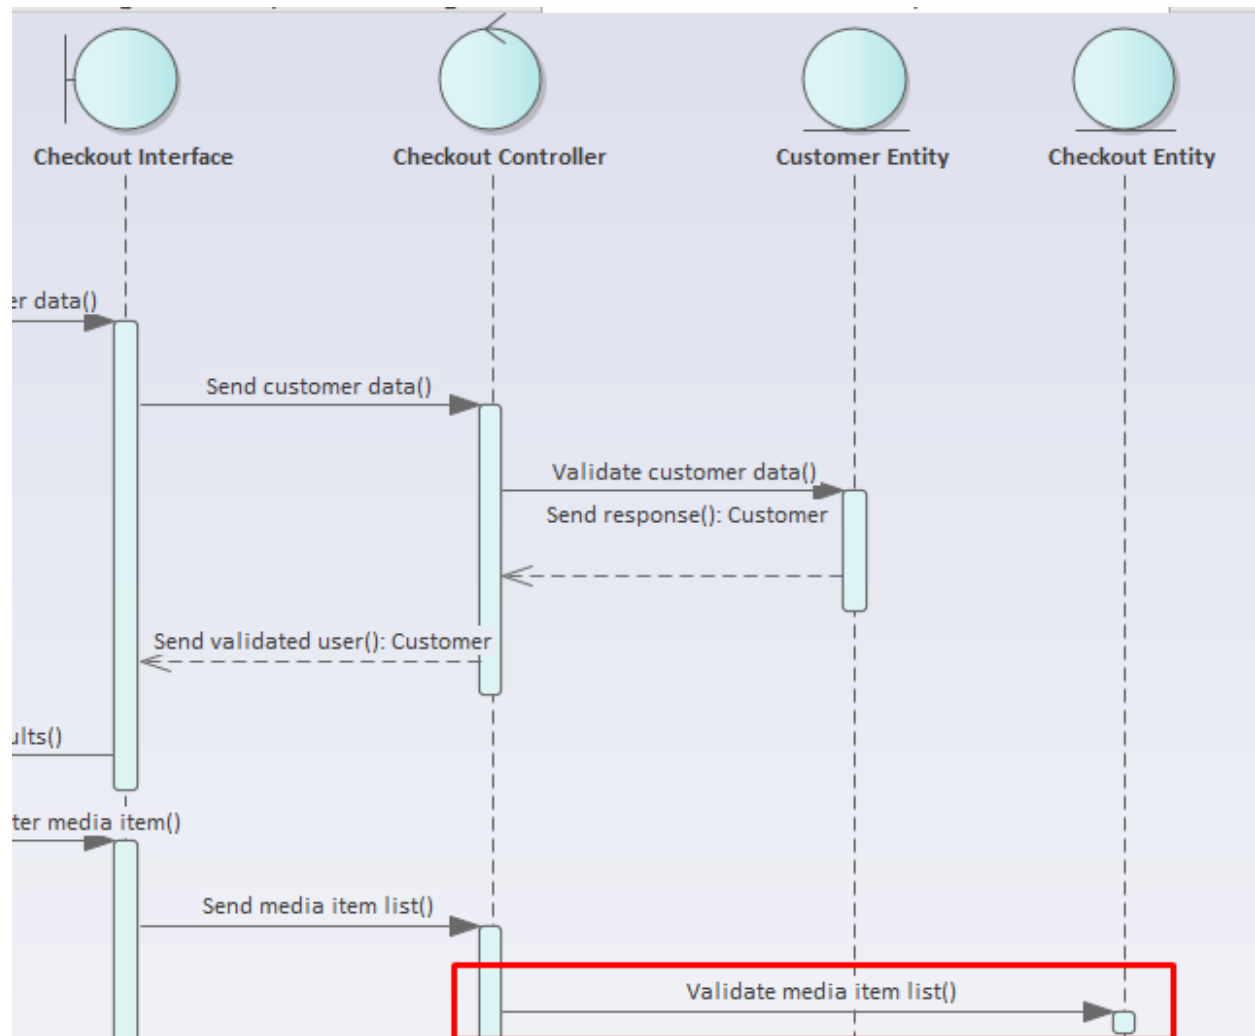 Checkout Interface
Checkout Controller
Customer Entity
Checkout Entity
er data()
Send customer data()
Validate customer data()
Send response(): Customer
Send validated user(): Customer
ults()
ter media item()
Send media item list()
Validate media item list()